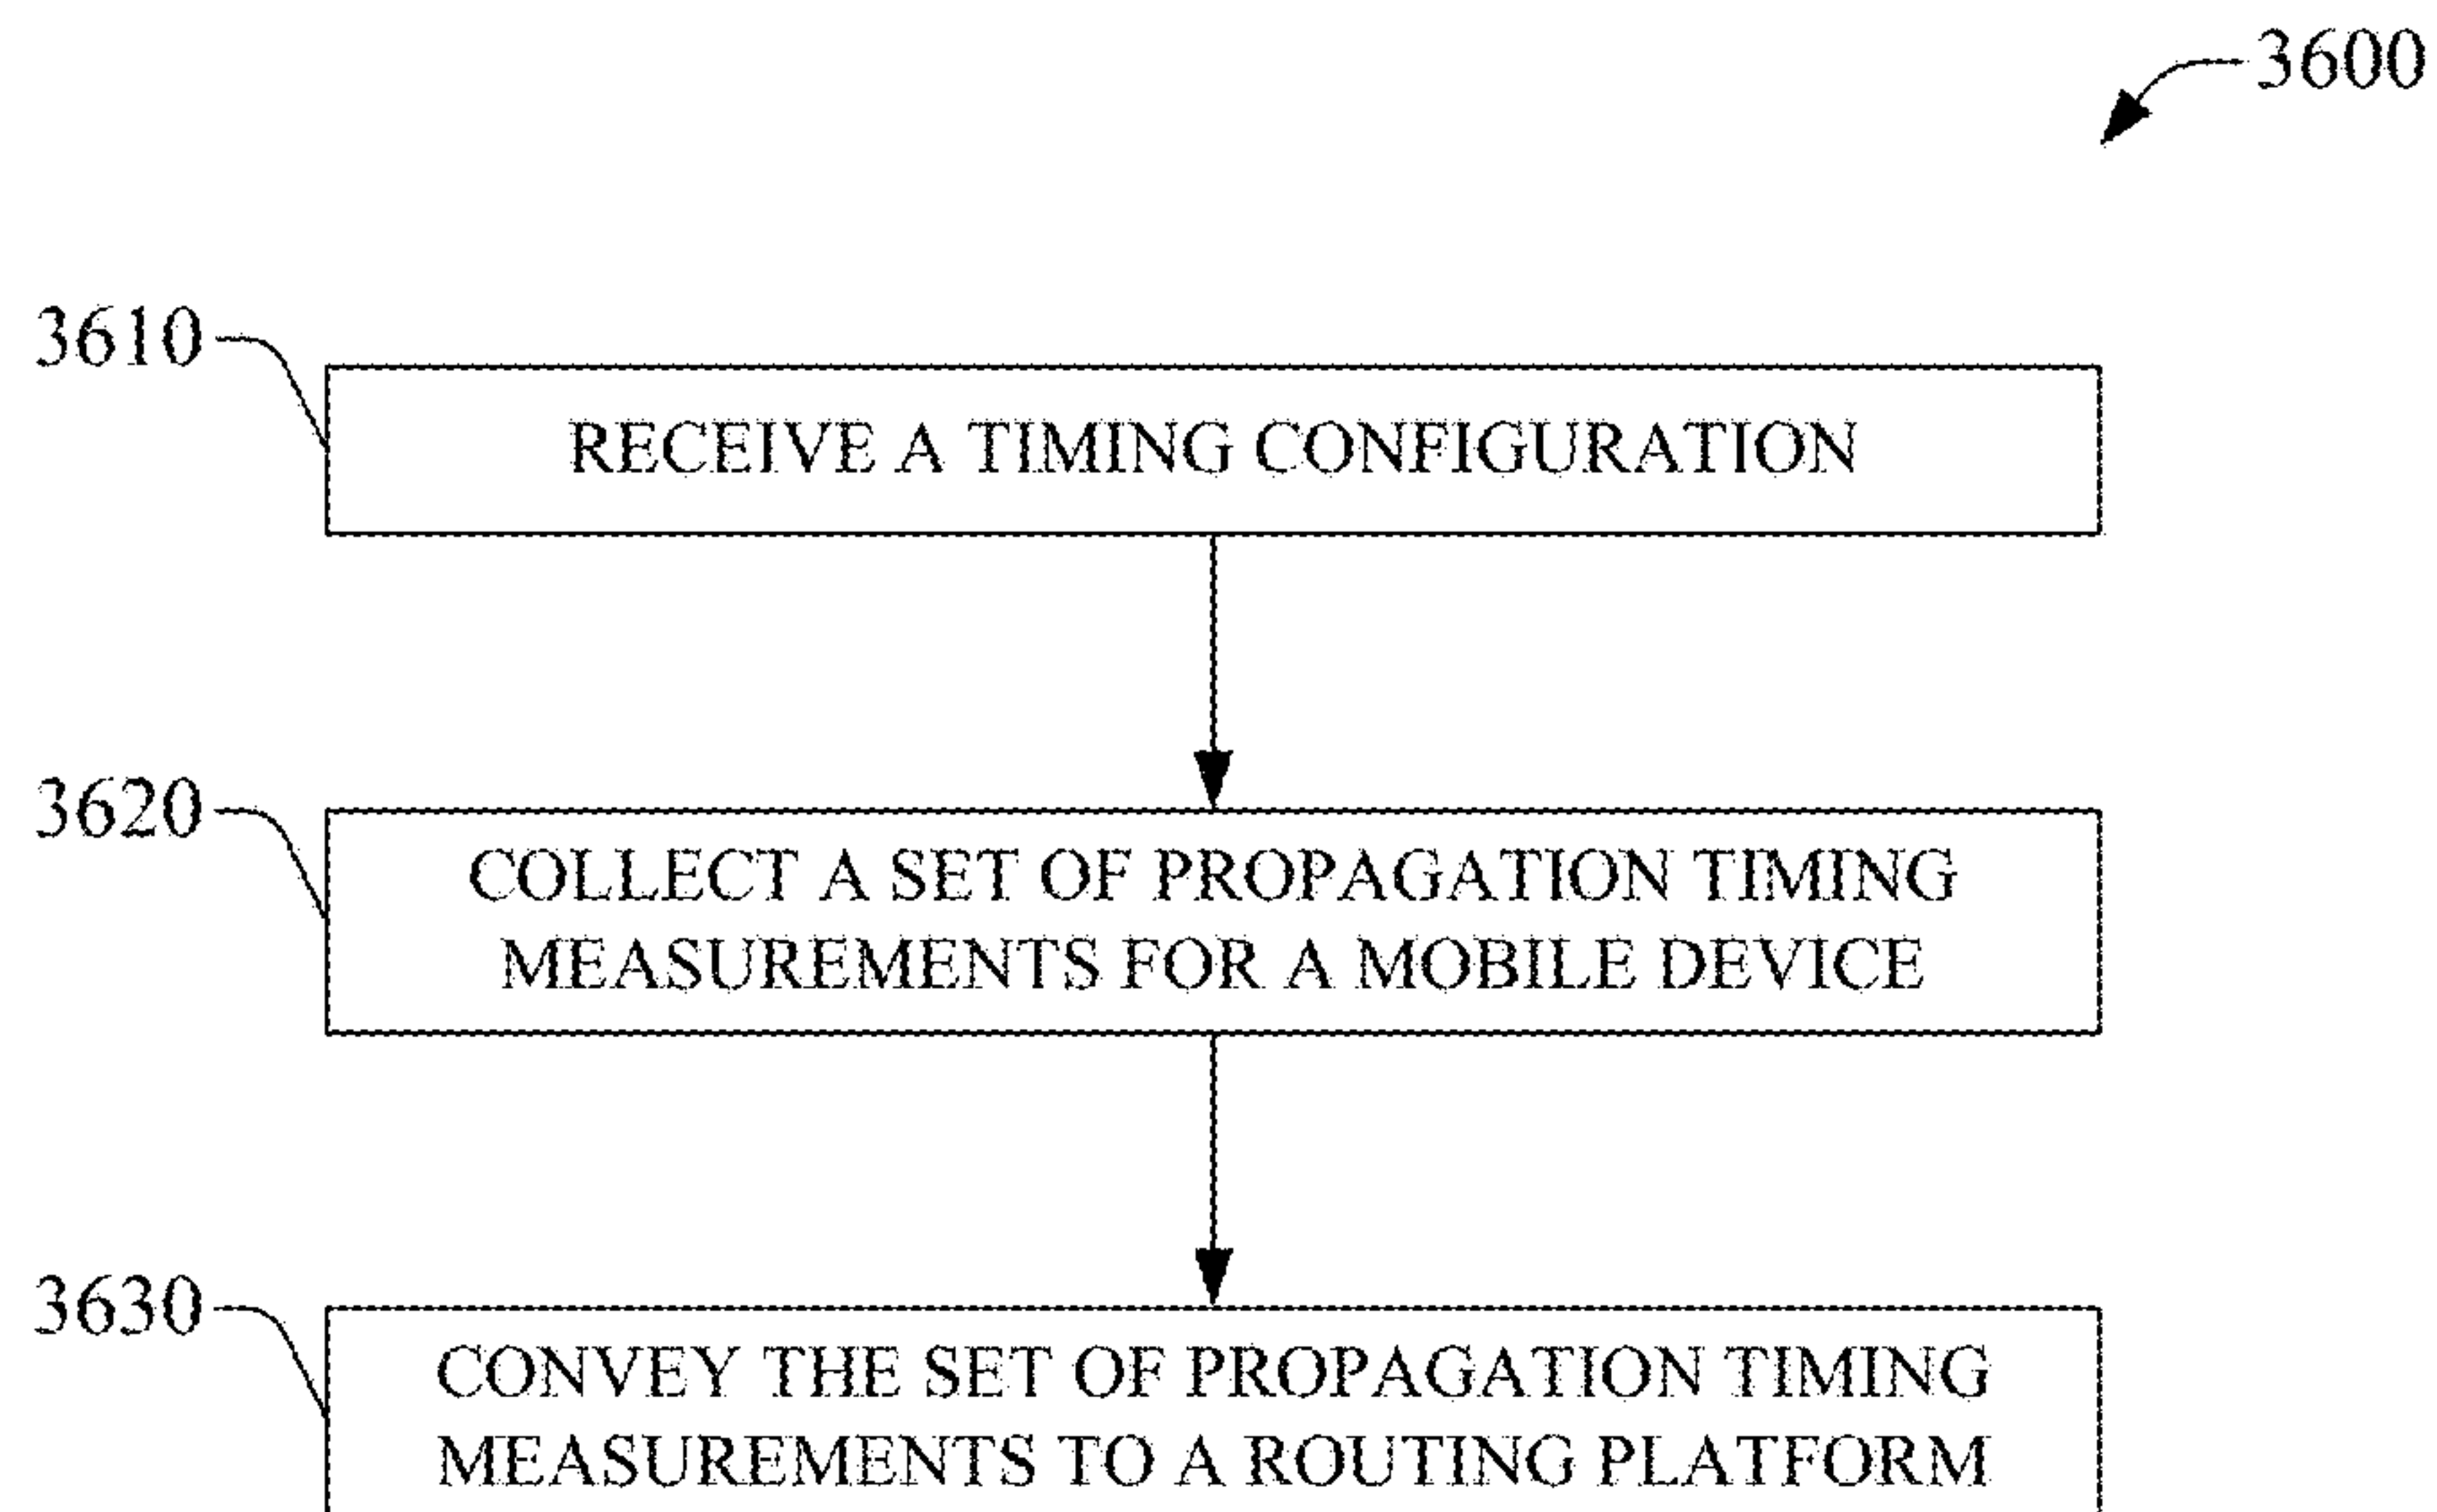 3600
3610
RECEIVE A TIMING CONFIGURATION
3620
COLLECT A SET OF PROPAGATION TIMING
MEASUREMENTS FOR A MOBILE DEVICE
3630
CONVEY THE SET OF PROPAGATION TIMING
MEASUREMENTS TO A ROUTING PLATFORM